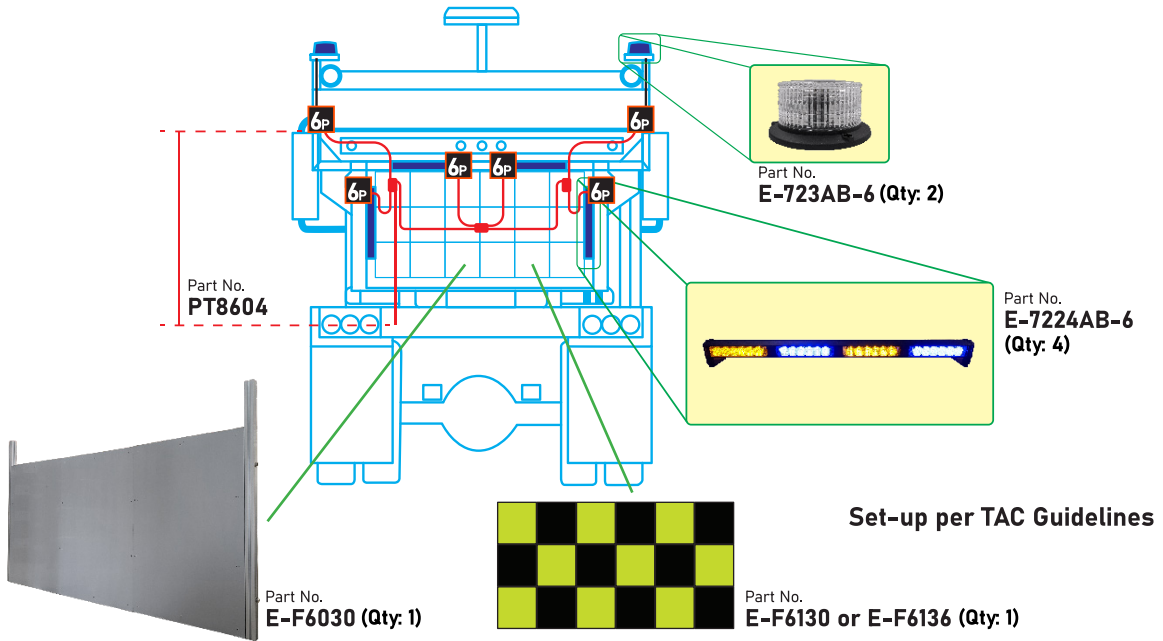 6P
6P
6P
6P
6P
6P
Part No.
E-723AB-6 (Qty: 2)
Part No.
PT8604
Part No.
E-7224AB-6
(Qty: 4)
Set-up per TAC Guidelines
Part No.
E-F6030 (Qty: 1)
Part No.
E-F6130 or E-F6136 (Qty: 1)